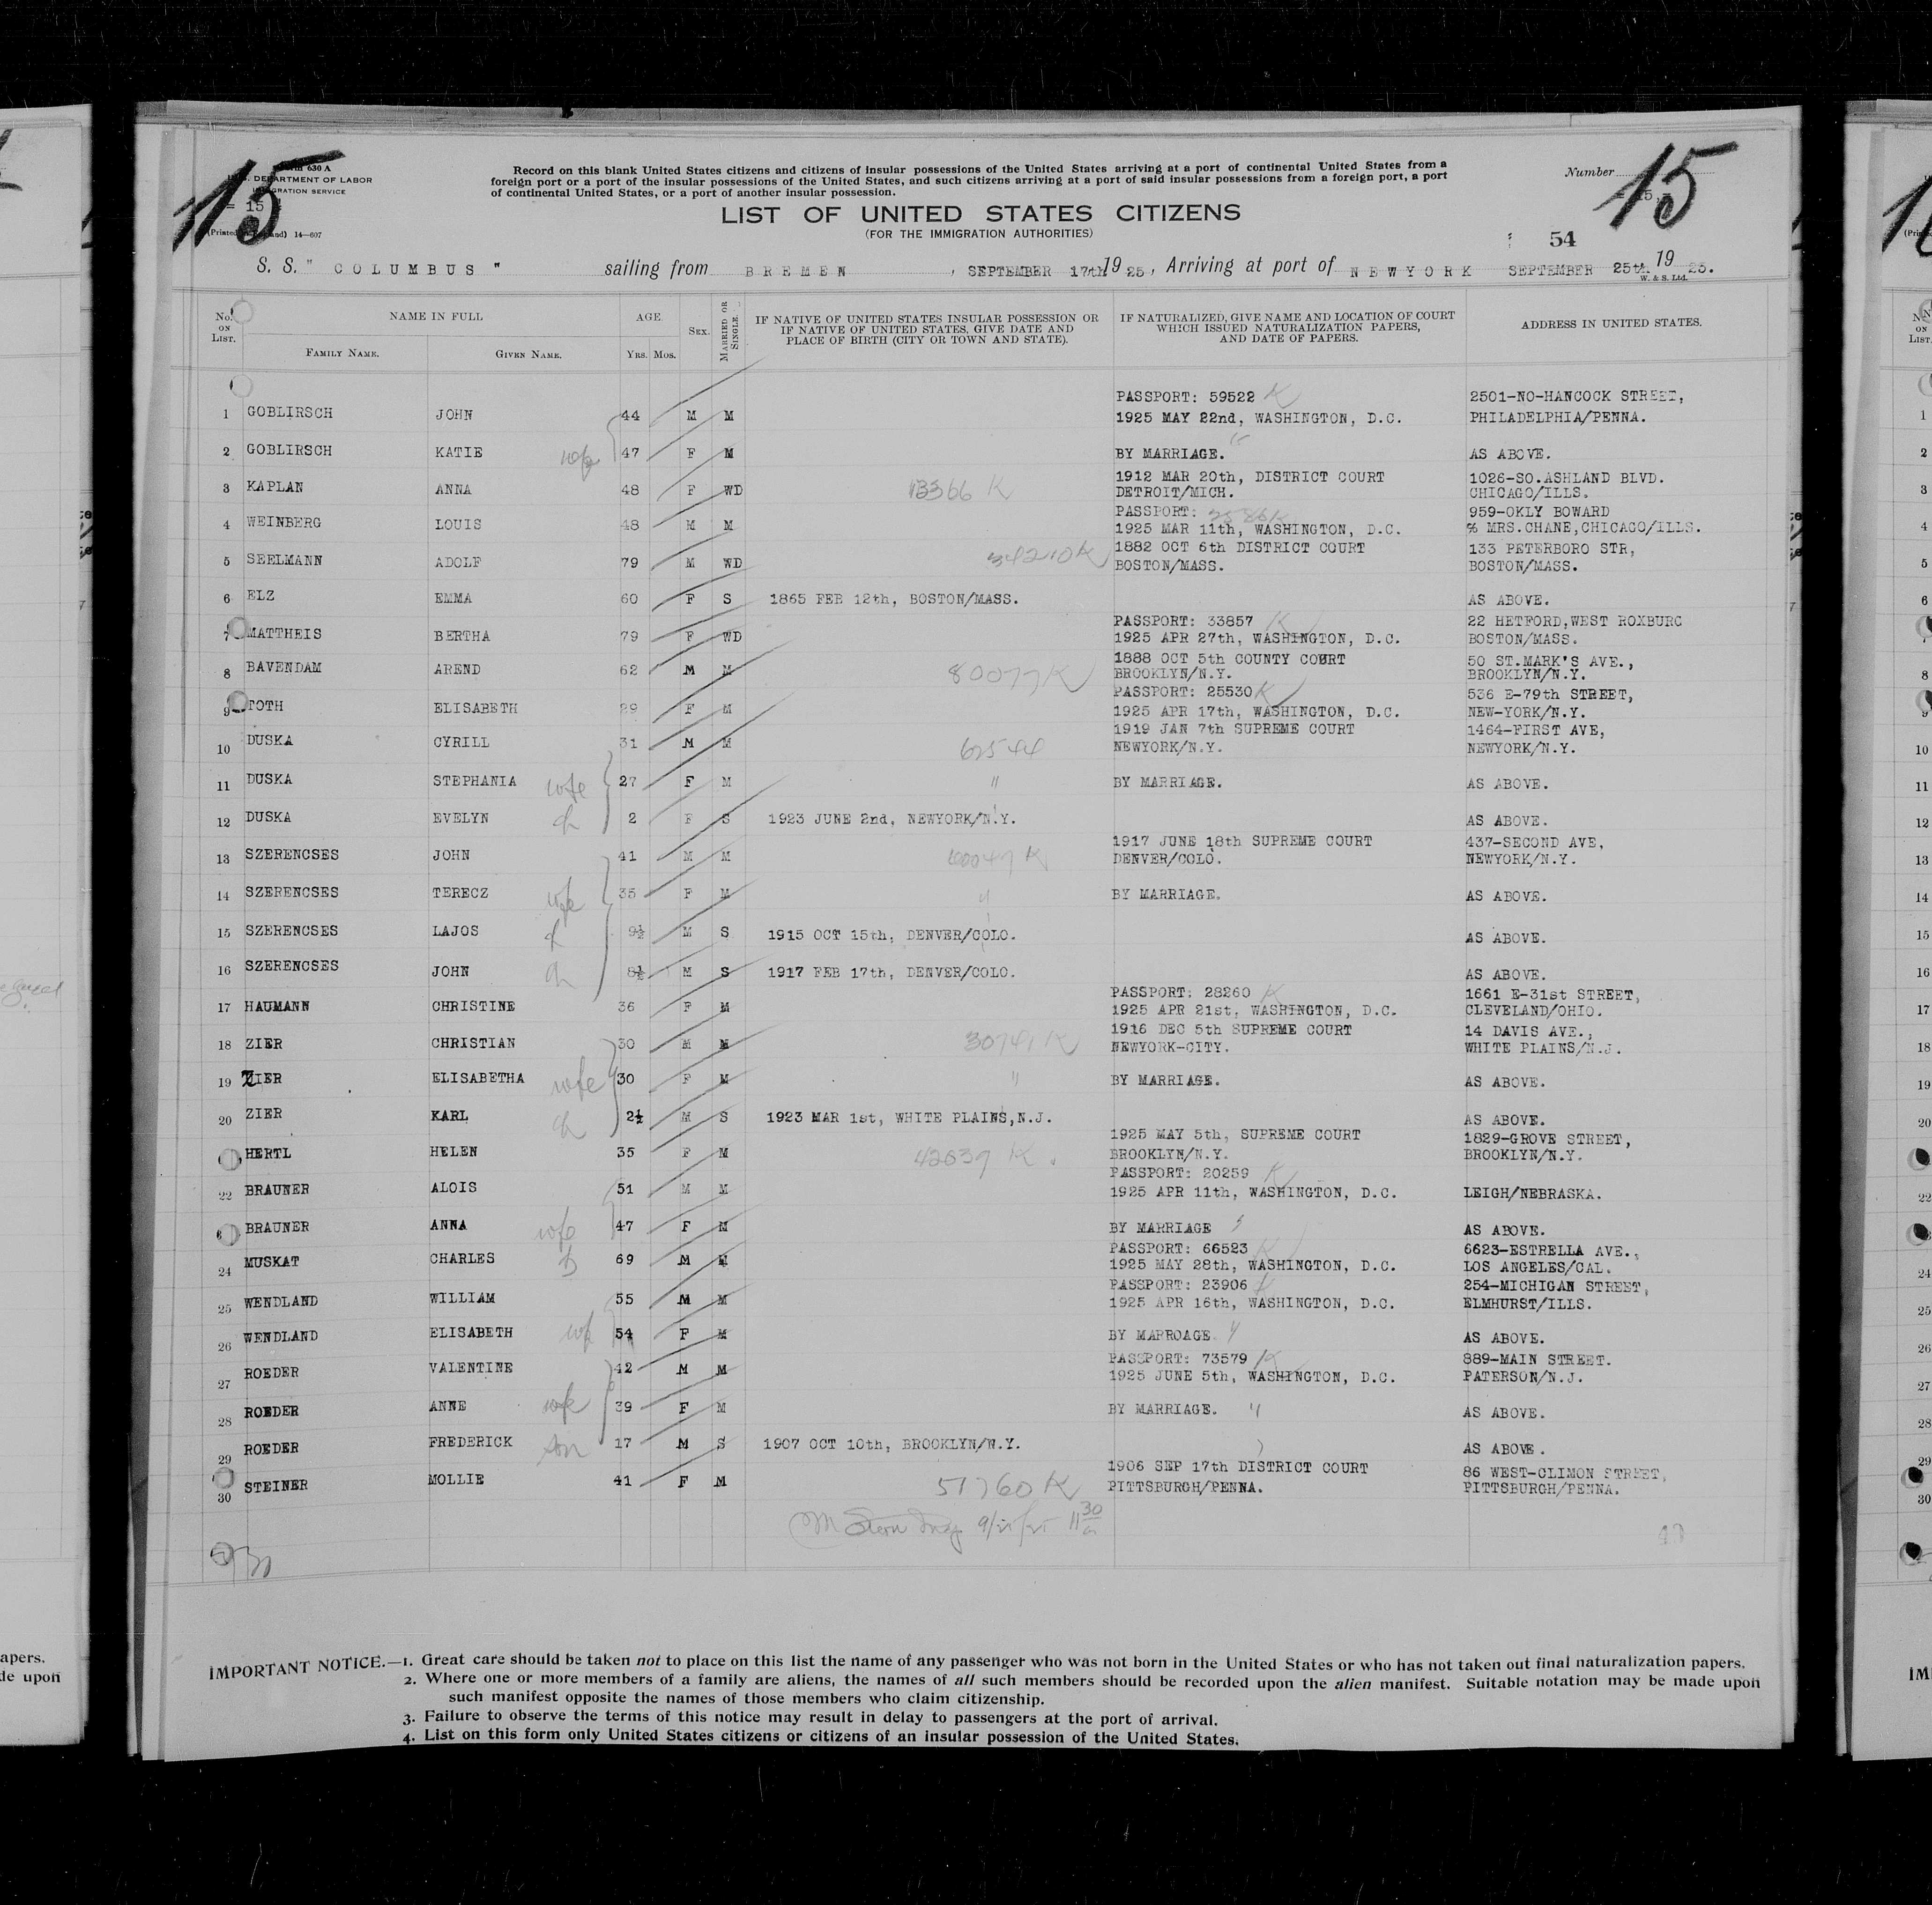 15
15
630 A
DEPARTMENT OF LABOR
IMMIGRATION SERVICE
= 15
14—607
Record on this blank United States citizens and citizens of insular possessions of the United States arriving at a port of continental United States from a
foreign port or a port of the insular possessions of the United States, and such citizens arriving at a port of said insular possessions from a foreign port, a port
of continental United States, or a port of another insular possession.
Number
LIST OF UNITED STATES CITIZENS
(FOR THE IMMIGRATION AUTHORITIES)
54
S. S. " COLUMBUS " sailing from BREMEN , SEPTEMBER 17th 1925, Arriving at port of NEWYORK SEPTEMBER 25th 1925.
W. & S. Ltd.
No. ON LIST. NAME IN FULL AGE. SEX. MARRIED OR SINGLE. IF NATIVE OF UNITED STATES INSULAR POSSESSION OR IF NATIVE OF UNITED STATES, GIVE DATE AND PLACE OF BIRTH (CITY OR TOWN AND STATE). IF NATURALIZED, GIVE NAME AND LOCATION OF COURT WHICH ISSUED NATURALIZATION PAPERS, AND DATE OF PAPERS. ADDRESS IN UNITED STATES.
FAMILY NAME. GIVEN NAME. YRS. MOS.
PASSPORT: 59522 K 2501-NO-HANCOCK STREET,
1 GOBLIRSCH JOHN 44 M M 1925 MAY 22nd, WASHINGTON, D.C. PHILADELPHIA/PENNA.
2 GOBLIRSCH KATIE wife 47 F M BY MARRIAGE. " AS ABOVE.
1912 MAR 20th, DISTRICT COURT 1026-SO.ASHLAND BLVD.
3 KAPLAN ANNA 48 F WD 13366 K DETROIT/MICH. CHICAGO/ILLS.
PASSPORT: 959-OKLY BOWARD
4 WEINBERG LOUIS 48 M M 1925 MAR 11th, WASHINGTON, D.C. % MRS.CHANE,CHICACO/ILLS.
1882 OCT 6th DISTRICT COURT 133 PETERBORO STR,
5 SEELMANN ADOLF 79 M WD 34210K BOSTON/MASS. BOSTON/MASS.
6 ELZ EMMA 60 F S 1865 FEB 12th, BOSTON/MASS. AS ABOVE.
PASSPORT: 33857 K 22 HETFORD,WEST ROXBURC
7 MATTHEIS BERTHA 79 F WD 1925 APR 27th, WASHINGTON, D.C. BOSTON/MASS.
1888 OCT 5th COUNTY COURT 50 ST.MARK'S AVE.,
8 BAVENDAM AREND 62 M M 80077K BROOKLYN/N.Y. BROOKLYN/N.Y.
PASSPORT: 25530 K 536 E-79th STREET,
9 TOTH ELISABETH 29 F M 1925 APR 17th, WASHINGTON, D.C. NEW-YORK/N.Y.
1919 JAN 7th SUPREME COURT 1464-FIRST AVE,
10 DUSKA CYRILL 31 M M 62544 NEWYORK/N.Y. NEWYORK/N.Y.
11 DUSKA STEPHANIA wife 27 F M " BY MARRIAGE. AS ABOVE.
12 DUSKA EVELYN ch 2 F S 1923 JUNE 2nd, NEWYORK/N.Y. AS ABOVE.
1917 JUNE 18th SUPREME COURT 437-SECOND AVE,
13 SZERENCSES JOHN 41 M M DENVER/COLO. NEWYORK/N.Y.
14 SZERENCSES TERECZ wife 35 F M " BY MARRIAGE. AS ABOVE.
15 SZERENCSES LAJOS ch 9½ M S 1915 OCT 15th, DENVER/COLO. AS ABOVE.
16 SZERENCSES JOHN ch 8½ M S 1917 FEB 17th, DENVER/COLO. AS ABOVE.
PASSPORT: 28260 K 1661 E-31st STREET,
17 HAUMANN CHRISTINE 36 F M 1925 APR 21st, WASHINGTON, D.C. CLEVELAND/OHIO.
1916 DEC 5th SUPREME COURT 14 DAVIS AVE.,
18 ZIER CHRISTIAN 30 M M 30741 K NEWYORK-CITY. WHITE PLAINS/N.J.
19 ZIER ELISABETHA wife 30 F M " BY MARRIAGE. AS ABOVE.
20 ZIER KARL ch 2½ M S 1923 MAR 1st, WHITE PLAINS,N.J. AS ABOVE.
1925 MAY 5th, SUPREME COURT 1829-GROVE STREET,
HERTL HELEN 35 F M 42637 K. BROOKLYN/N.Y. BROOKLYN/N.Y.
PASSPORT: 20259 K
22 BRAUNER ALOIS 51 M M 1925 APR 11th, WASHINGTON, D.C. LEIGH/NEBRASKA.
BRAUNER ANNA wife 47 F M BY MARRIAGE AS ABOVE.
PASSPORT: 66523 K 6623-ESTRELLA AVE.,
24 MUSKAT CHARLES 69 M M 1925 MAY 28th, WASHINGTON, D.C. LOS ANGELES/CAL.
PASSPORT: 23906 K 254-MICHIGAN STREET,
25 WENDLAND WILLIAM 55 M M 1925 APR 16th, WASHINGTON, D.C. ELMHURST/ILLS.
26 WENDLAND ELISABETH wf 54 F M BY MAPROAGE " AS ABOVE.
PASSPORT: 73579 K 889-MAIN STREET.
27 ROEDER VALENTINE 42 M M 1925 JUNE 5th, WASHINGTON, D.C. PATERSON/N.J.
28 ROEDER ANNE wife 39 F M BY MARRIAGE. " AS ABOVE.
29 ROEDER FREDERICK son 17 M S 1907 OCT 10th, BROOKLYN/N.Y. AS ABOVE.
1906 SEP 17th DISTRICT COURT 86 WEST-CLIMON STREET,
30 STEINER MOLLIE 41 F M 51760 K PITTSBURGH/PENNA. PITTSBURGH/PENNA.
IMPORTANT NOTICE.—1. Great care should be taken not to place on this list the name of any passenger who was not born in the United States or who has not taken out final naturalization papers.
2. Where one or more members of a family are aliens, the names of all such members should be recorded upon the alien manifest. Suitable notation may be made upon
such manifest opposite the names of those members who claim citizenship.
3. Failure to observe the terms of this notice may result in delay to passengers at the port of arrival.
4. List on this form only United States citizens or citizens of an insular possession of the United States.